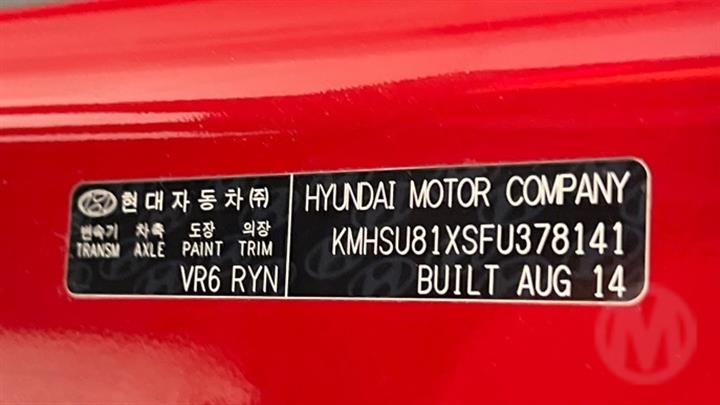 현대자동차(주)
변속기 차축 도장 의장
TRANSM AXLE PAINT TRIM
VR6 RYN
HYUNDAI MOTOR COMPANY
KMHSU81XSFU378141
BUILT AUG 14
M